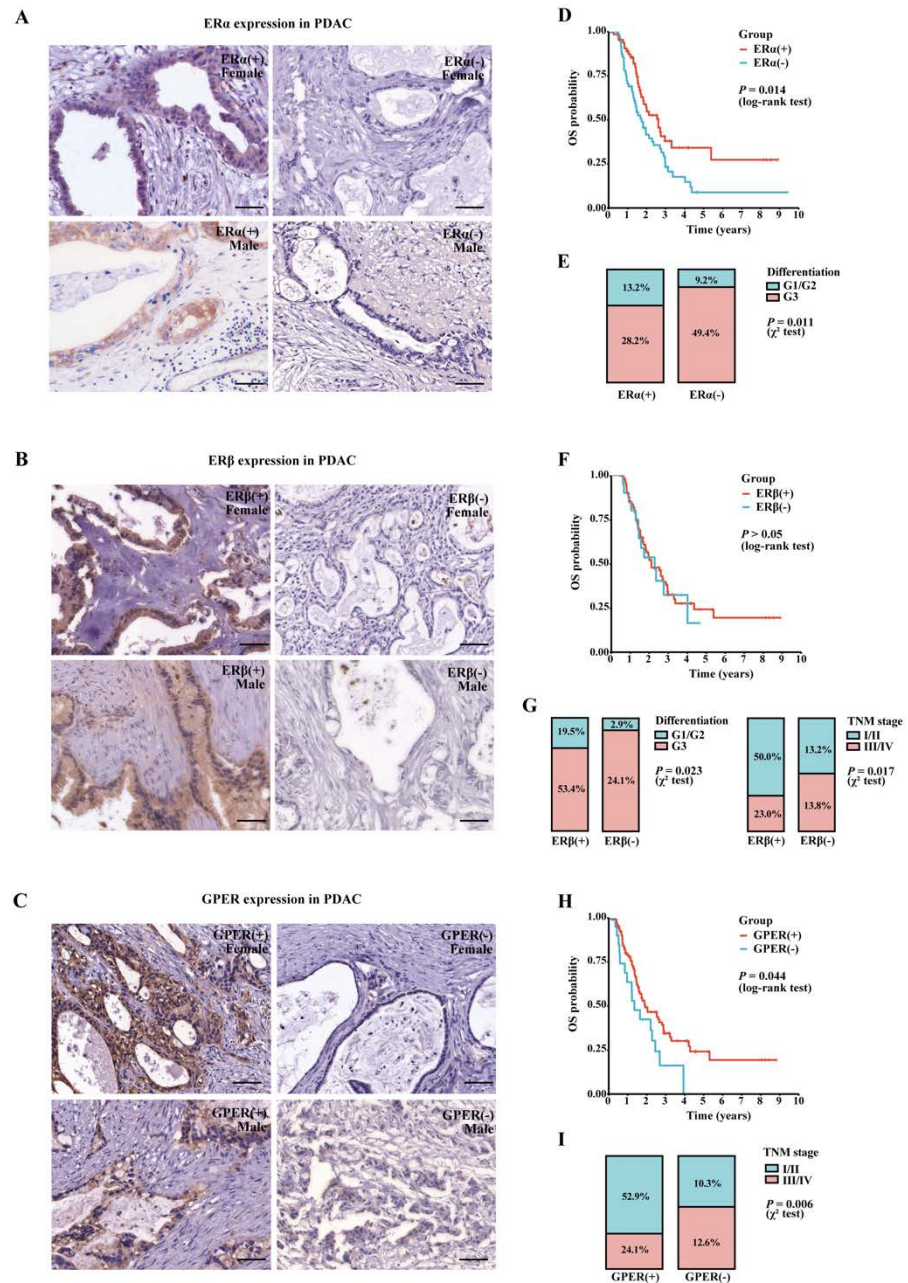 A
ERα expression in PDAC
ERα(+)
Female
ERα(-)
Female
ERα(+)
Male
ERα(-)
Male
B
ERβ expression in PDAC
ERβ(+)
Female
ERβ(-)
Female
ERβ(+)
Male
ERβ(-)
Male
C
GPER expression in PDAC
GPER(+)
Female
GPER(-)
Female
GPER(+)
Male
GPER(-)
Male
D
OS probability
1.00
0.75
0.50
0.25
0.00
0 1 2 3 4 5 6 7 8 9 10
Time (years)
Group
ERα(+)
ERα(-)
P = 0.014
(log-rank test)
E
13.2%
28.2%
9.2%
49.4%
ERα(+)
ERα(-)
Differentiation
G1/G2
G3
P = 0.011
(χ² test)
F
OS probability
1.00
0.75
0.50
0.25
0.00
0 1 2 3 4 5 6 7 8 9 10
Time (years)
Group
ERβ(+)
ERβ(-)
P > 0.05
(log-rank test)
G
19.5%
53.4%
2.9%
24.1%
ERβ(+)
ERβ(-)
Differentiation
G1/G2
G3
P = 0.023
(χ² test)
50.0%
23.0%
13.2%
13.8%
ERβ(+)
ERβ(-)
TNM stage
I/II
III/IV
P = 0.017
(χ² test)
H
OS probability
1.00
0.75
0.50
0.25
0.00
0 1 2 3 4 5 6 7 8 9 10
Time (years)
Group
GPER(+)
GPER(-)
P = 0.044
(log-rank test)
I
52.9%
24.1%
10.3%
12.6%
GPER(+)
GPER(-)
TNM stage
I/II
III/IV
P = 0.006
(χ² test)